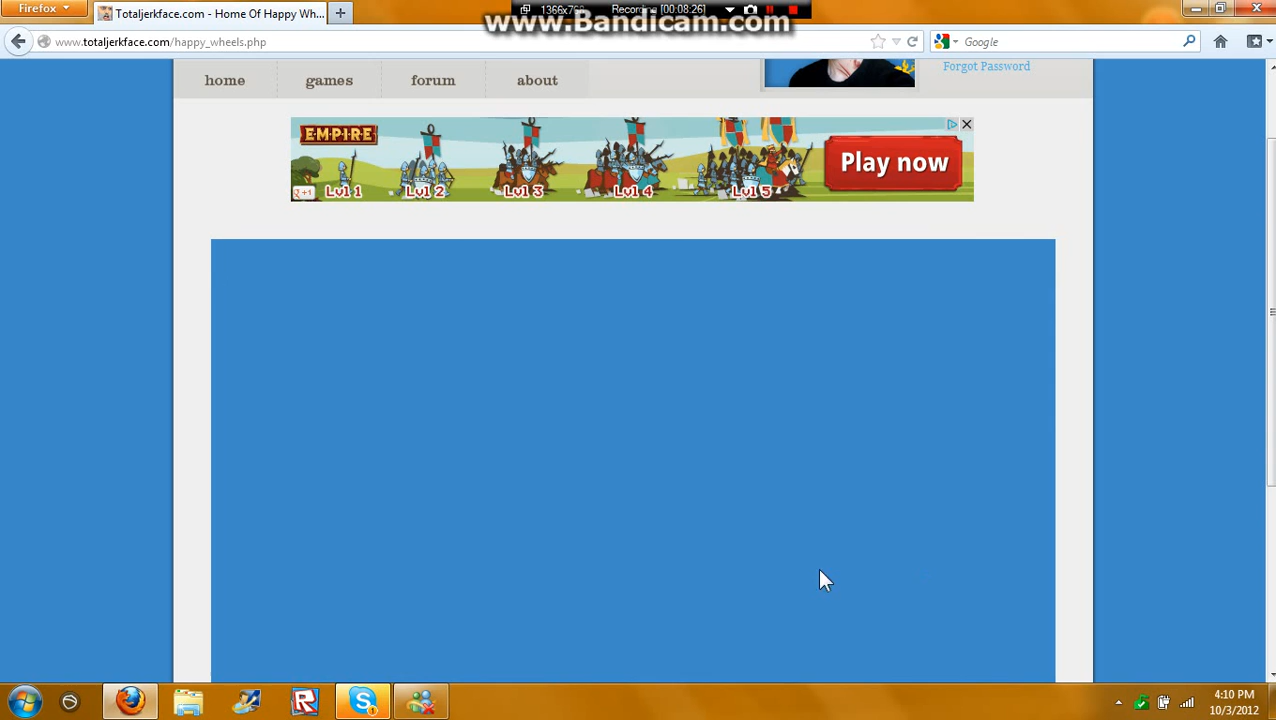 Firefox
Totaljerkface.com - Home Of Happy Wh...
1366x768
Recording [00:08:26]
www.Bandicam.com
www.totaljerkface.com/happy_wheels.php
Google
home
games
forum
about
Forgot Password
EMPIRE
Lvl 1
Lvl 2
Lvl 3
Lvl 4
Lvl 5
Play now
+1
4:10 PM
10/3/2012